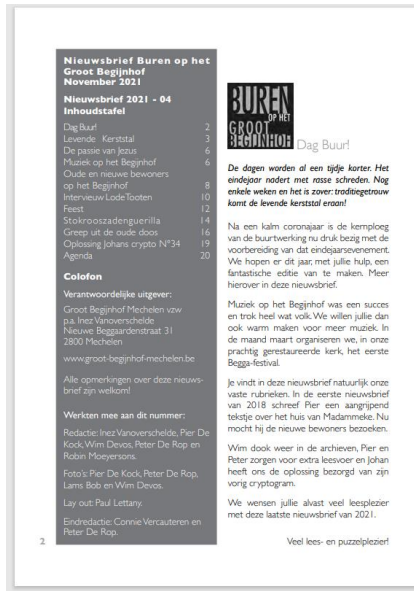 Nieuwsbrief Buren op het
Groot Begijnhof
November 2021
Nieuwsbrief 2021 - 04
Inhoudstafel
Dag Buur! 2
Levende Kerststal 3
De passie van Jezus 6
Muziek op het Begijnhof 6
Oude en nieuwe bewoners
op het Begijnhof 8
Interview Lode Tooten 10
Feest 12
Stokrooszadenguerilla 14
Greep uit de oude doos 16
Oplossing Johans crypto N°34 19
Agenda 20
Colofon
Verantwoordelijke uitgever:
Groot Begijnhof Mechelen vzw
p.a. Inez Vanoverschelde
Nieuwe Beggaardenstraat 31
2800 Mechelen
www.groot-begijnhof-mechelen.be
Alle opmerkingen over deze nieuws-
brief zijn welkom!
Werkten mee aan dit nummer:
Redactie: Inez Vanoverschelde, Pier De
Kock, Wim Devos, Peter De Rop en
Robin Moeyersons.
Foto's: Pier De Kock, Peter De Rop,
Lams Bob en Wim Devos.
Lay out: Paul Lettany.
Eindredactie: Connie Vercauteren en
Peter De Rop.
2
BUREN
OP HET
GROOT
BEGIJNHOF
Dag Buur!
De dagen worden al een tijdje korter. Het
eindejaar nadert met rasse schreden. Nog
enkele weken en het is zover: traditiegetrouw
komt de levende kerststal eraan!
Na een kalm coronajaar is de kernploeg
van de buurtwerking nu druk bezig met de
voorbereiding van dat eindejaarsevenement.
We hopen er dit jaar, met jullie hulp, een
fantastische editie van te maken. Meer
hierover in deze nieuwsbrief.
Muziek op het Begijnhof was een succes
en trok heel wat volk. We willen jullie dan
ook warm maken voor meer muziek. In
de maand maart organiseren we, in onze
prachtig gerestaureerde kerk, het eerste
Begga-festival.
Je vindt in deze nieuwsbrief natuurlijk onze
vaste rubrieken. In de eerste nieuwsbrief
van 2018 schreef Pier een aangrijpend
tekstje over het huis van Madammeke. Nu
mocht hij de nieuwe bewoners bezoeken.
Wim dook weer in de archieven, Pier en
Peter zorgen voor extra leesvoer en Johan
heeft ons de oplossing bezorgd van zijn
vorig cryptogram.
We wensen jullie alvast veel leesplezier
met deze laatste nieuwsbrief van 2021.
Veel lees- en puzzelplezier!